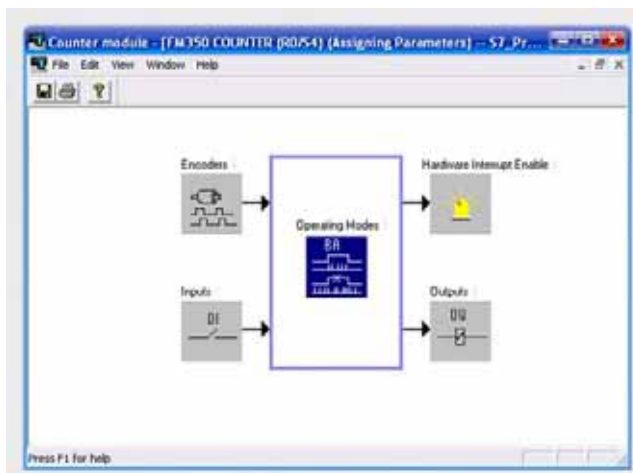 Counter module - [FM350 COUNTER (R0/S4) (Assigning Parameters) -- S7_Pr...
File Edit View Window Help
Encoders
Hardware Interrupt Enable
Operating Modes
BA
Inputs
Outputs
DI
DQ
Press F1 for help